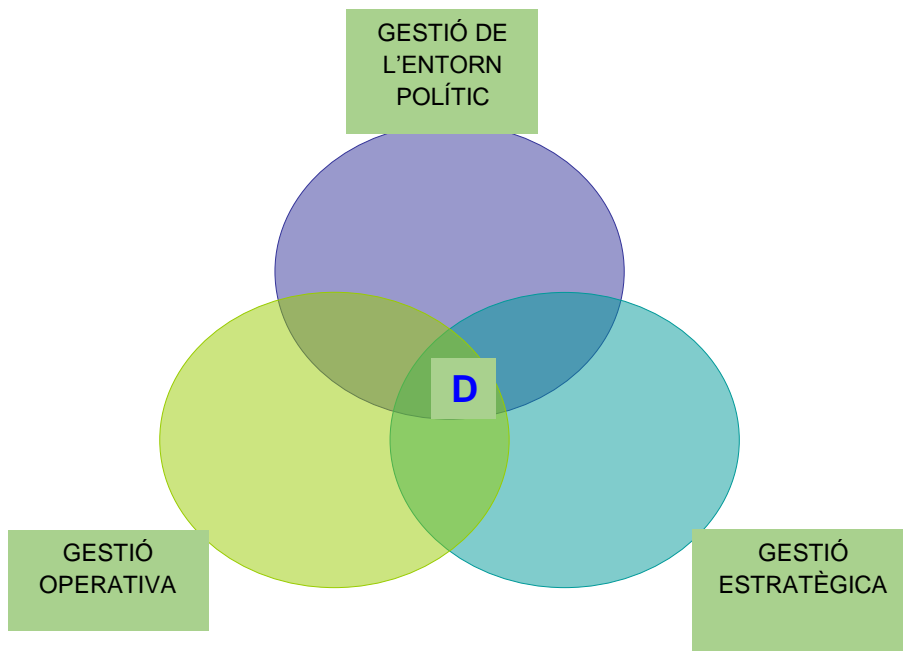 GESTIÓ DE
L'ENTORN
POLÍTIC
D
GESTIÓ
OPERATIVA
GESTIÓ
ESTRATÈGICA